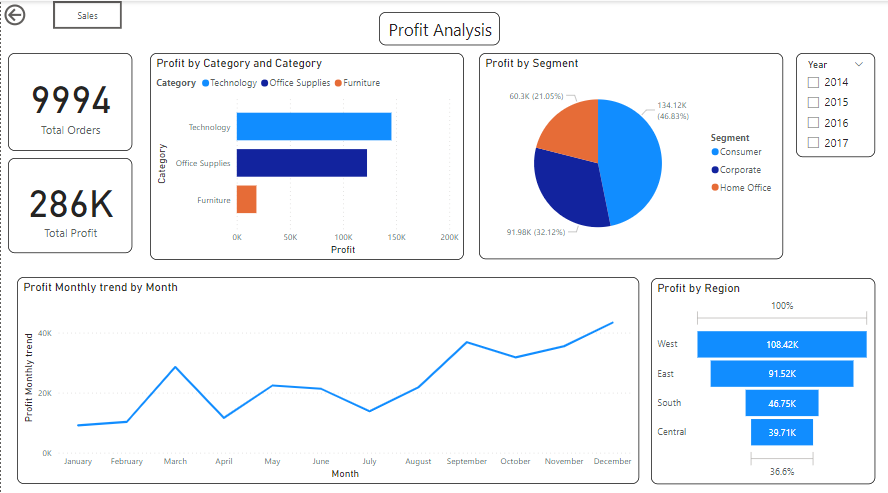 Sales
Profit Analysis
9994
Total Orders
286K
Total Profit
Profit by Category and Category
Category Technology Office Supplies Furniture
Category
Technology
Office Supplies
Furniture
0K 50K 100K 150K 200K
Profit
Profit by Segment
60.3K (21.05%)
134.12K
(46.83%)
91.98K (32.12%)
Segment
Consumer
Corporate
Home Office
Year
2014
2015
2016
2017
Profit Monthly trend by Month
Profit Monthly trend
40K
20K
0K
January February March April May June July August September October November December
Month
Profit by Region
100%
West 108.42K
East 91.52K
South 46.75K
Central 39.71K
36.6%